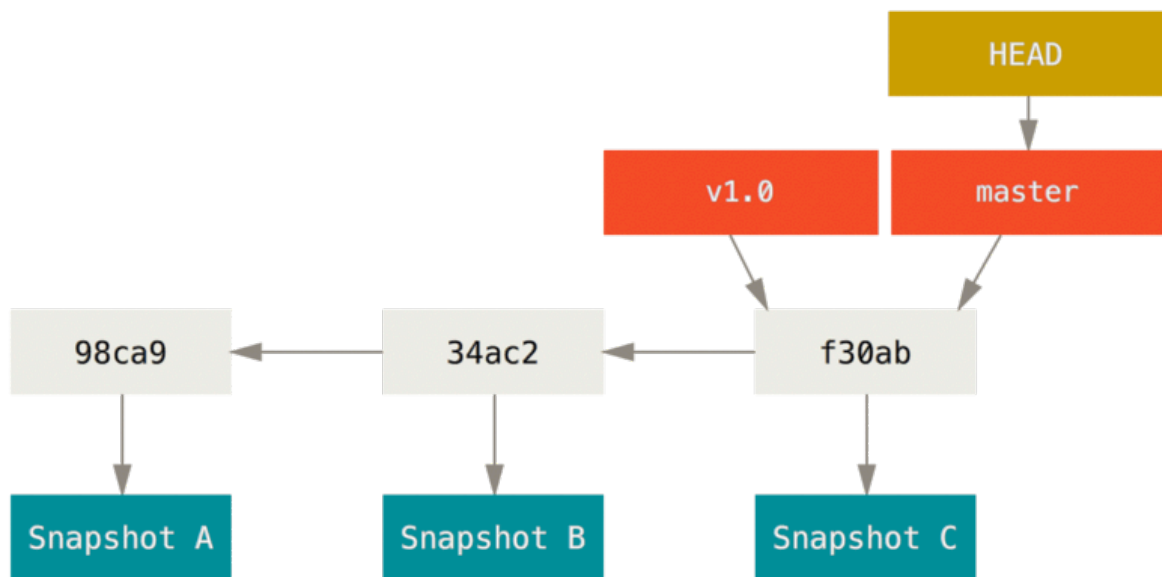 HEAD
v1.0
master
98ca9
34ac2
f30ab
Snapshot A
Snapshot B
Snapshot C